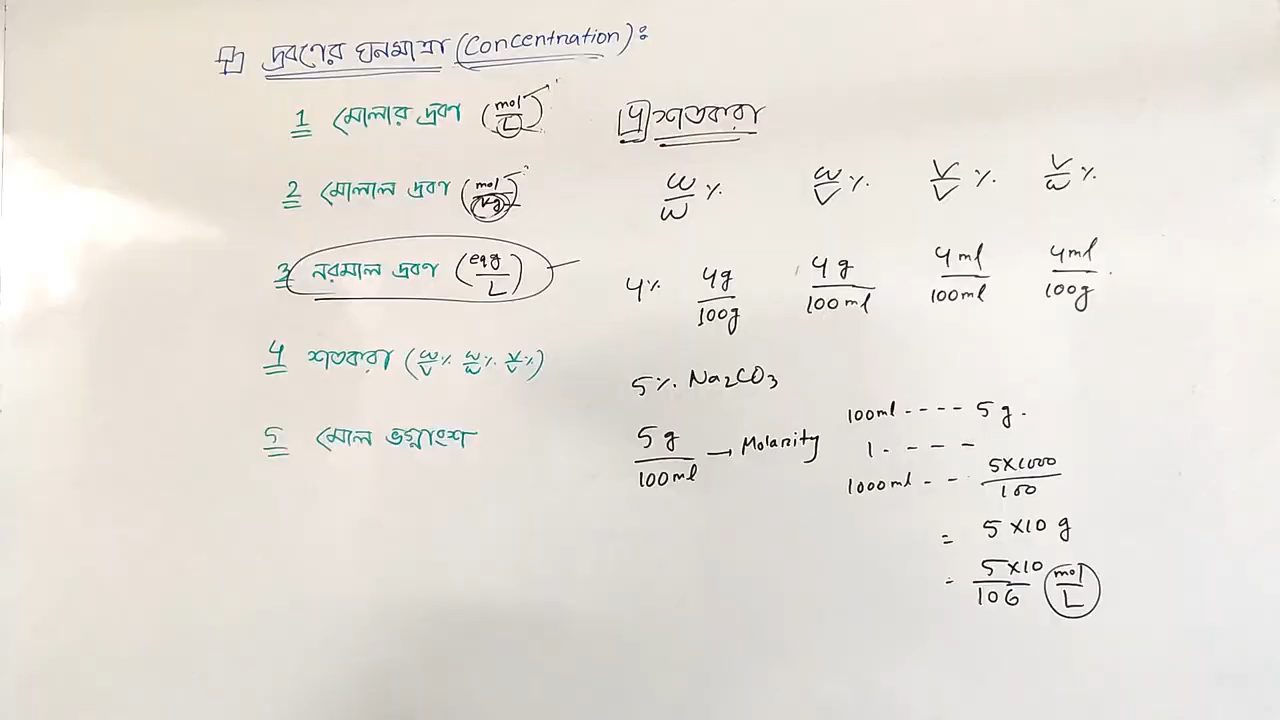 দ্রবণের ঘনমাত্রা (Concentration) :
1 মোলার দ্রবণ (mol/L)
2 মোলাল দ্রবণ (mol/kg)
3 নরমাল দ্রবণ (eqg/L)
4 শতকরা (w/v % w/w % v/v %)
5 মোল ভগ্নাংশ
4 শতকরা
w/w % w/v % v/v % v/w %
4% 4g/100g 4g/100ml 4ml/100ml 4ml/100g
5% Na2CO3
5g/100ml → Molarity
100ml ---- 5g.
1 - - - -
1000ml - - 5×1000/100
= 5×10 g
= 5×10/106 mol/L